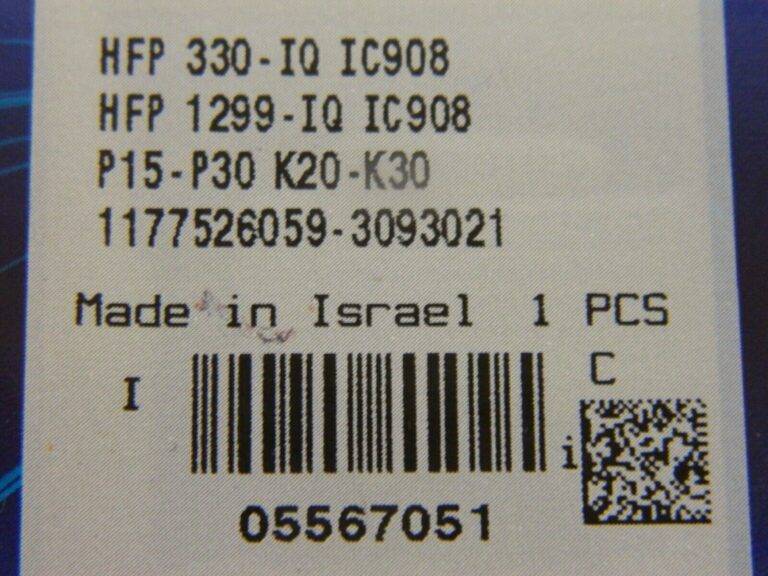 HFP 330-IQ IC908
HFP 1299-IQ IC908
P15-P30 K20-K30
1177526059-3093021
Made in Israel 1 PCS
I
C
i
05567051